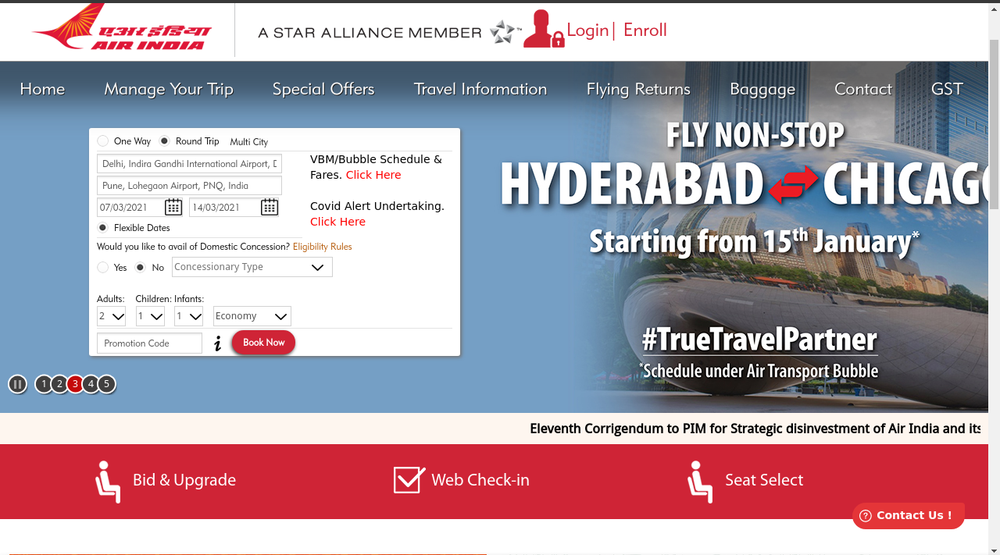 एअर इंडिया
AIR INDIA
A STAR ALLIANCE MEMBER ™
Login | Enroll
Home Manage Your Trip Special Offers Travel Information Flying Returns Baggage Contact GST
One Way Round Trip Multi City
Delhi, Indira Gandhi International Airport, D
Pune, Lohegaon Airport, PNQ, India
07/03/2021 14/03/2021
Flexible Dates
VBM/Bubble Schedule &
Fares. Click Here
Covid Alert Undertaking.
Click Here
Would you like to avail of Domestic Concession? Eligibility Rules
Yes No Concessionary Type
Adults: Children: Infants:
2 1 1 Economy
Promotion Code i Book Now
FLY NON-STOP
HYDERABAD CHICAGO
Starting from 15th January*
#TrueTravelPartner
*Schedule under Air Transport Bubble
1 2 3 4 5
Eleventh Corrigendum to PIM for Strategic disinvestment of Air India and its
Bid & Upgrade Web Check-in Seat Select
Contact Us !